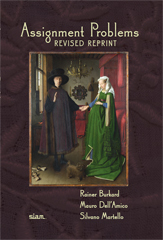 Assignment Problems
REVISED REPRINT
Rainer Burkard
Mauro Dell'Amico
Silvano Martello
siam